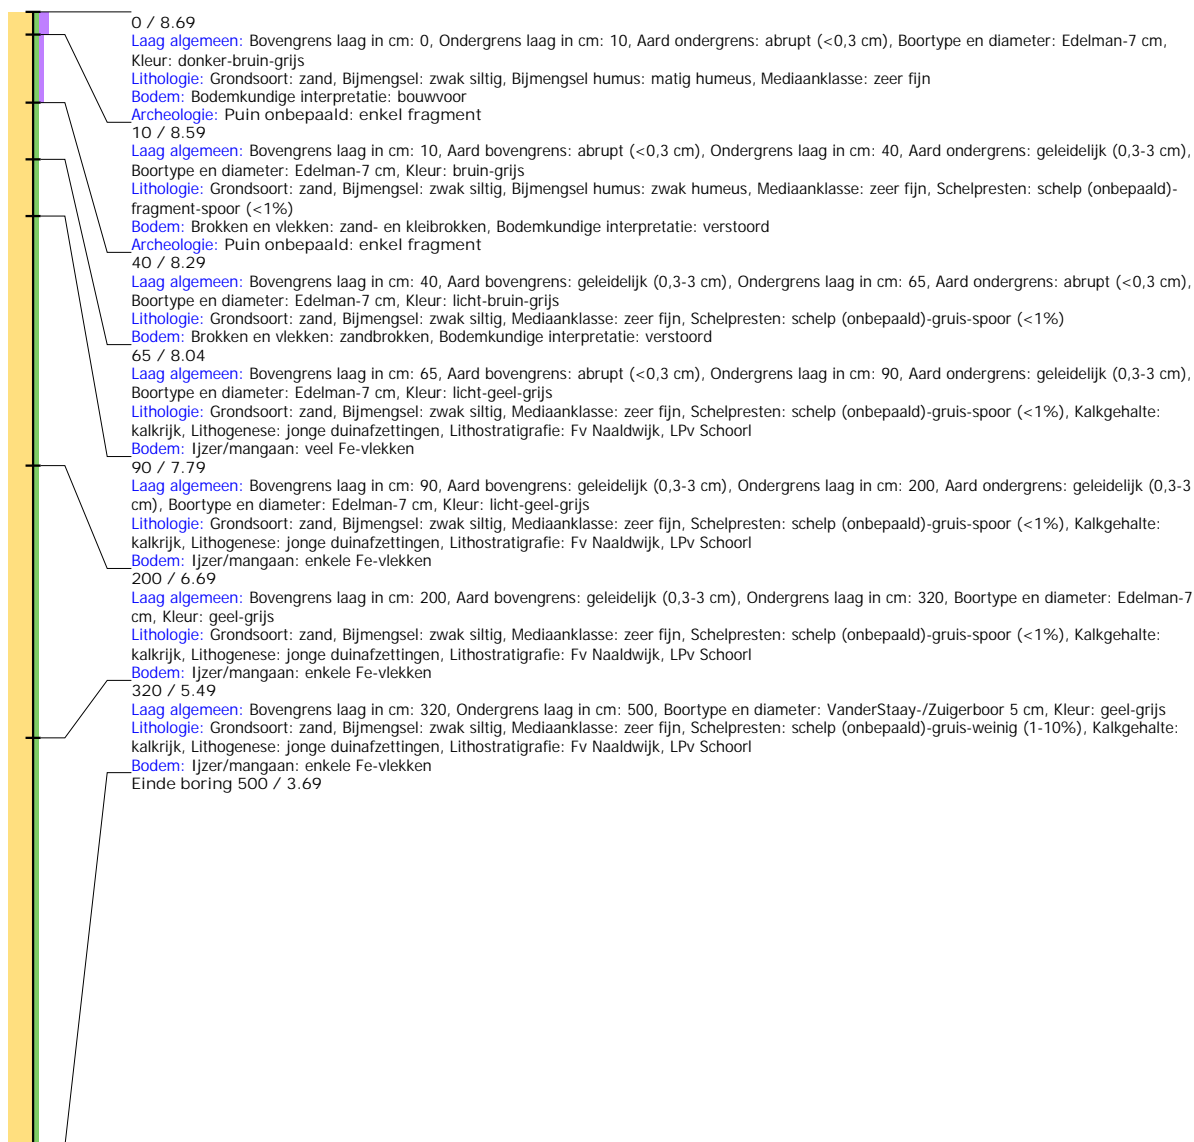 0 / 8.69
Laag algemeen: Bovengrens laag in cm: 0, Ondergrens laag in cm: 10, Aard ondergrens: abrupt (<0,3 cm), Boortype en diameter: Edelman-7 cm,
Kleur: donker-bruin-grijs
Lithologie: Grondsoort: zand, Bijmengsel: zwak siltig, Bijmengsel humus: matig humeus, Mediaanklasse: zeer fijn
Bodem: Bodemkundige interpretatie: bouwvoor
Archeologie: Puin onbepaald: enkel fragment
10 / 8.59
Laag algemeen: Bovengrens laag in cm: 10, Aard bovengrens: abrupt (<0,3 cm), Ondergrens laag in cm: 40, Aard ondergrens: geleidelijk (0,3-3 cm),
Boortype en diameter: Edelman-7 cm, Kleur: bruin-grijs
Lithologie: Grondsoort: zand, Bijmengsel: zwak siltig, Bijmengsel humus: zwak humeus, Mediaanklasse: zeer fijn, Schelpresten: schelp (onbepaald)-
fragment-spoor (<1%)
Bodem: Brokken en vlekken: zand- en kleibrokken, Bodemkundige interpretatie: verstoord
Archeologie: Puin onbepaald: enkel fragment
40 / 8.29
Laag algemeen: Bovengrens laag in cm: 40, Aard bovengrens: geleidelijk (0,3-3 cm), Ondergrens laag in cm: 65, Aard ondergrens: abrupt (<0,3 cm),
Boortype en diameter: Edelman-7 cm, Kleur: licht-bruin-grijs
Lithologie: Grondsoort: zand, Bijmengsel: zwak siltig, Mediaanklasse: zeer fijn, Schelpresten: schelp (onbepaald)-gruis-spoor (<1%)
Bodem: Brokken en vlekken: zandbrokken, Bodemkundige interpretatie: verstoord
65 / 8.04
Laag algemeen: Bovengrens laag in cm: 65, Aard bovengrens: abrupt (<0,3 cm), Ondergrens laag in cm: 90, Aard ondergrens: geleidelijk (0,3-3 cm),
Boortype en diameter: Edelman-7 cm, Kleur: licht-geel-grijs
Lithologie: Grondsoort: zand, Bijmengsel: zwak siltig, Mediaanklasse: zeer fijn, Schelpresten: schelp (onbepaald)-gruis-spoor (<1%), Kalkgehalte:
kalkrijk, Lithogenese: jonge duinafzettingen, Lithostratigrafie: Fv Naaldwijk, LPv Schoorl
Bodem: Ijzer/mangaan: veel Fe-vlekken
90 / 7.79
Laag algemeen: Bovengrens laag in cm: 90, Aard bovengrens: geleidelijk (0,3-3 cm), Ondergrens laag in cm: 200, Aard ondergrens: geleidelijk (0,3-3
cm), Boortype en diameter: Edelman-7 cm, Kleur: licht-geel-grijs
Lithologie: Grondsoort: zand, Bijmengsel: zwak siltig, Mediaanklasse: zeer fijn, Schelpresten: schelp (onbepaald)-gruis-spoor (<1%), Kalkgehalte:
kalkrijk, Lithogenese: jonge duinafzettingen, Lithostratigrafie: Fv Naaldwijk, LPv Schoorl
Bodem: Ijzer/mangaan: enkele Fe-vlekken
200 / 6.69
Laag algemeen: Bovengrens laag in cm: 200, Aard bovengrens: geleidelijk (0,3-3 cm), Ondergrens laag in cm: 320, Boortype en diameter: Edelman-7
cm, Kleur: geel-grijs
Lithologie: Grondsoort: zand, Bijmengsel: zwak siltig, Mediaanklasse: zeer fijn, Schelpresten: schelp (onbepaald)-gruis-spoor (<1%), Kalkgehalte:
kalkrijk, Lithogenese: jonge duinafzettingen, Lithostratigrafie: Fv Naaldwijk, LPv Schoorl
Bodem: Ijzer/mangaan: enkele Fe-vlekken
320 / 5.49
Laag algemeen: Bovengrens laag in cm: 320, Ondergrens laag in cm: 500, Boortype en diameter: VanderStaay-/Zuigerboor 5 cm, Kleur: geel-grijs
Lithologie: Grondsoort: zand, Bijmengsel: zwak siltig, Mediaanklasse: zeer fijn, Schelpresten: schelp (onbepaald)-gruis-weinig (1-10%), Kalkgehalte:
kalkrijk, Lithogenese: jonge duinafzettingen, Lithostratigrafie: Fv Naaldwijk, LPv Schoorl
Bodem: Ijzer/mangaan: enkele Fe-vlekken
Einde boring 500 / 3.69